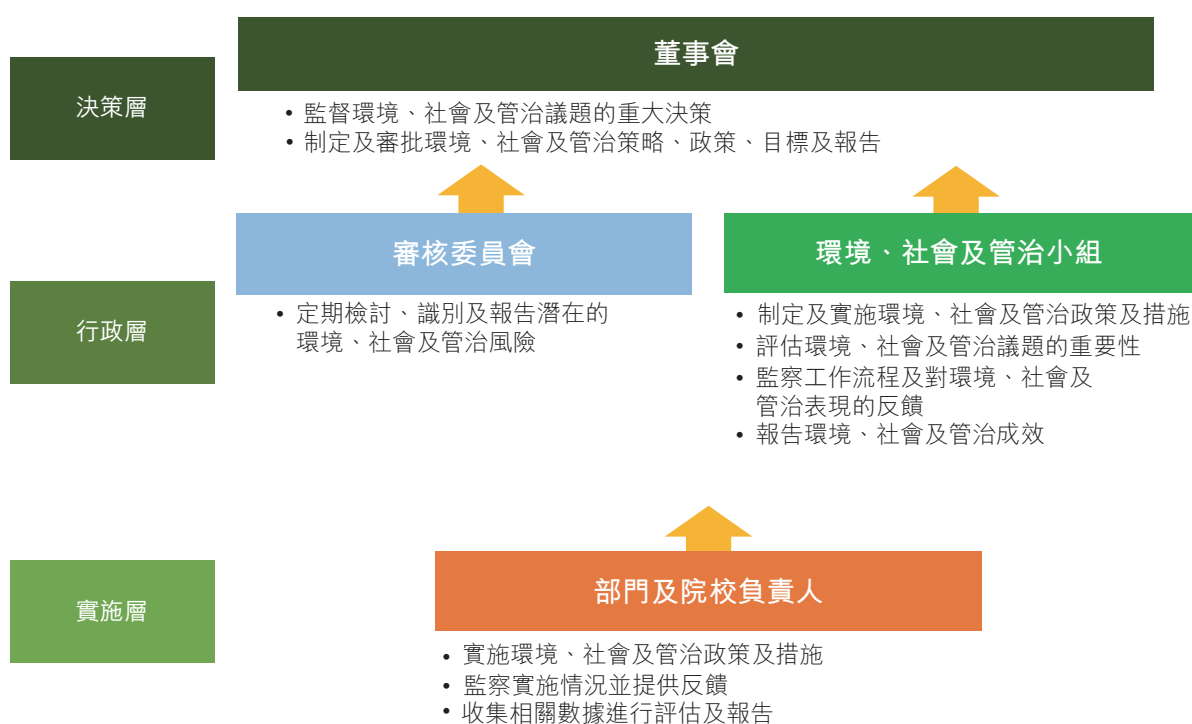 董事會
決策層
• 監督環境、社會及管治議題的重大決策
• 制定及審批環境、社會及管治策略、政策、目標及報告
審核委員會
環境、社會及管治小組
行政層
• 定期檢討、識別及報告潛在的
環境、社會及管治風險
• 制定及實施環境、社會及管治政策及措施
• 評估環境、社會及管治議題的重要性
• 監察工作流程及對環境、社會及
管治表現的反饋
• 報告環境、社會及管治成效
實施層
部門及院校負責人
• 實施環境、社會及管治政策及措施
• 監察實施情況並提供反饋
• 收集相關數據進行評估及報告